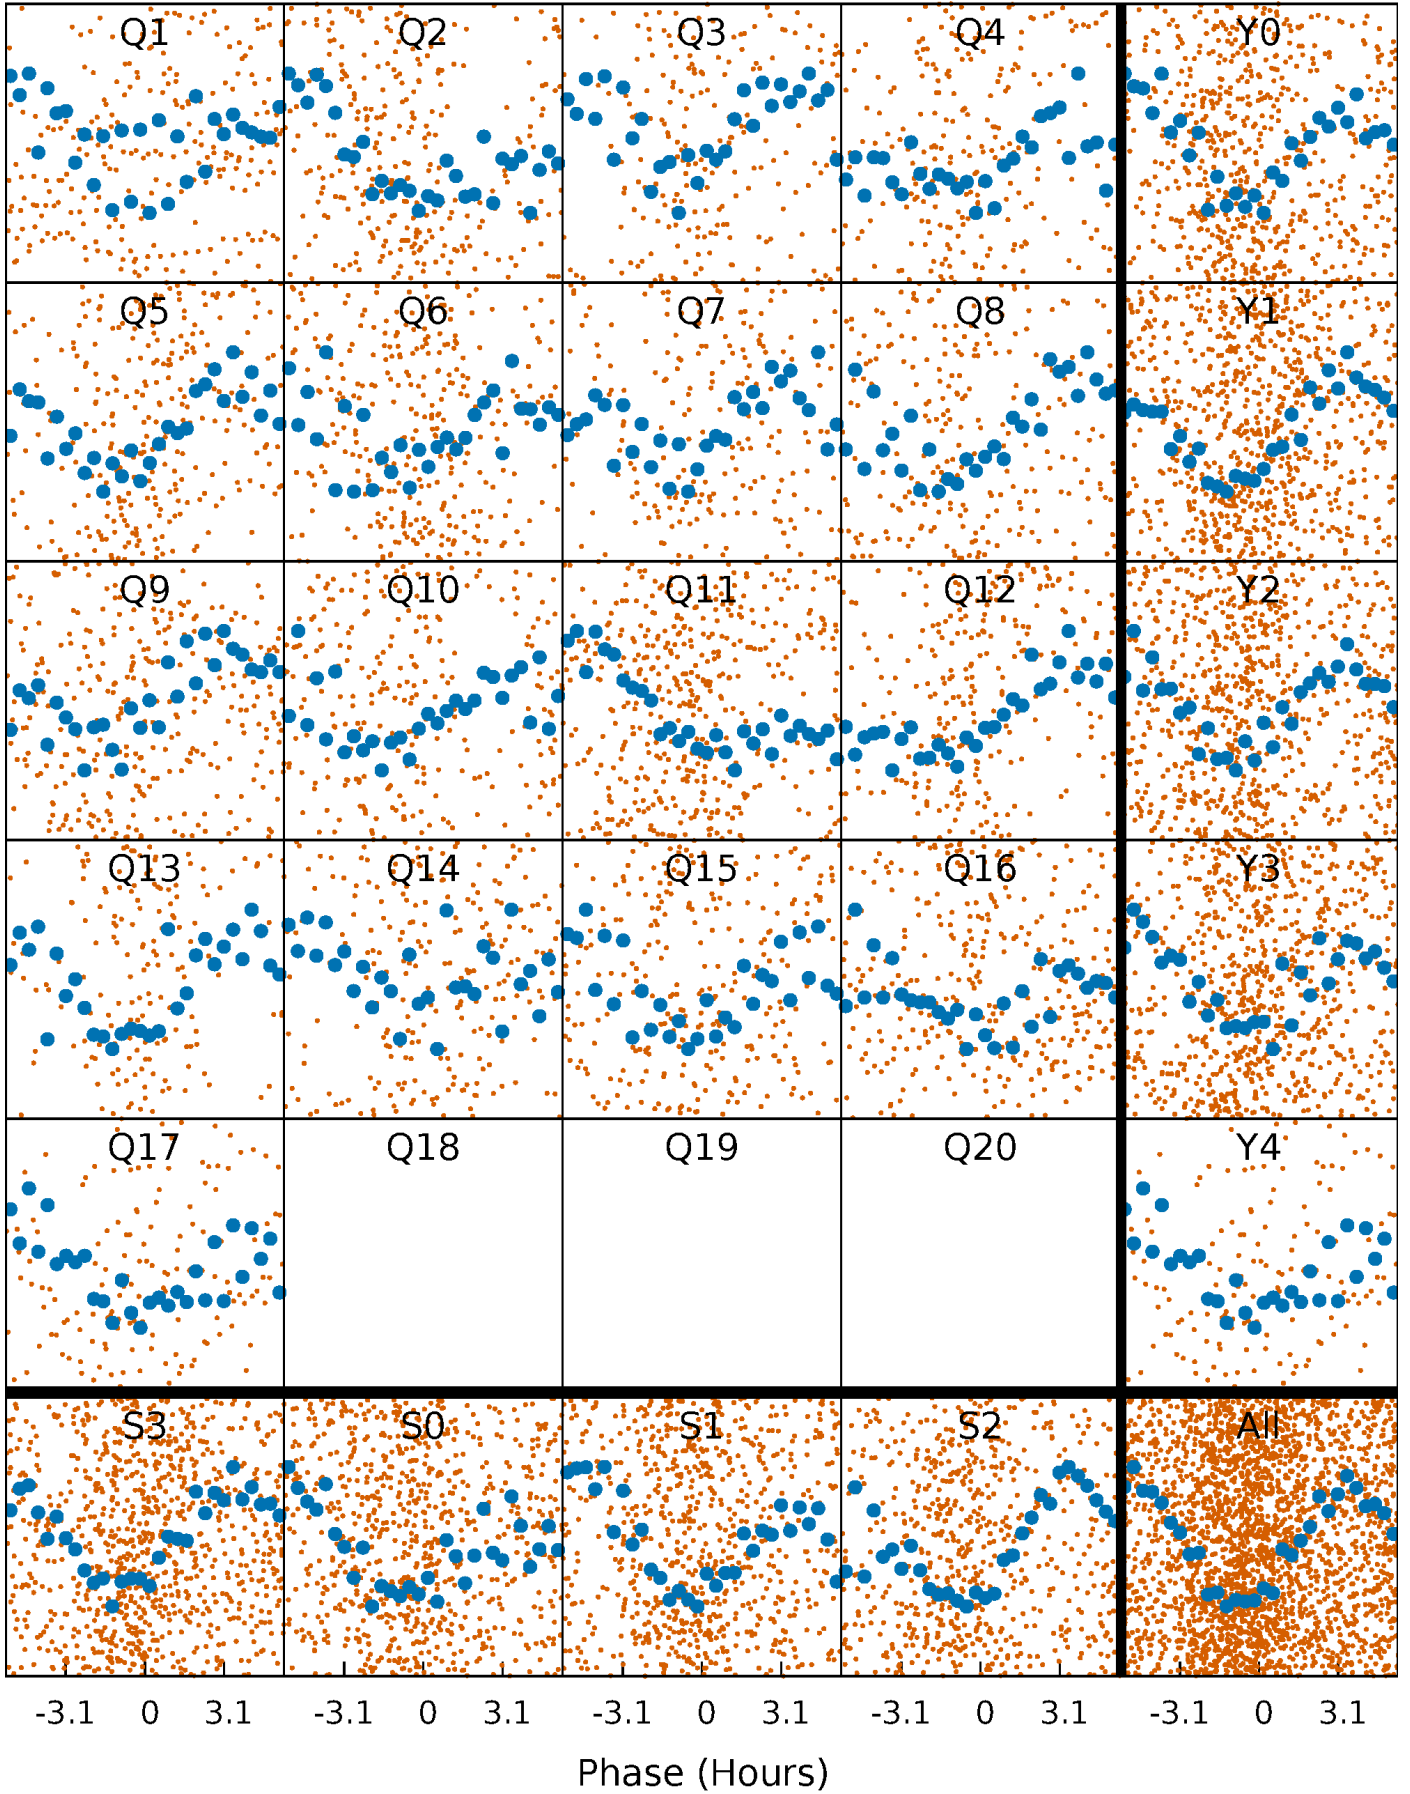 Q1 Q2 Q3 Q4 Y0
Q5 Q6 Q7 Q8 Y1
Q9 Q10 Q11 Q12 Y2
Q13 Q14 Q15 Q16 Y3
Q17 Q18 Q19 Q20 Y4
S3 S0 S1 S2 All
-3.1 0 3.1 -3.1 0 3.1 -3.1 0 3.1 -3.1 0 3.1 -3.1 0 3.1
Phase (Hours)